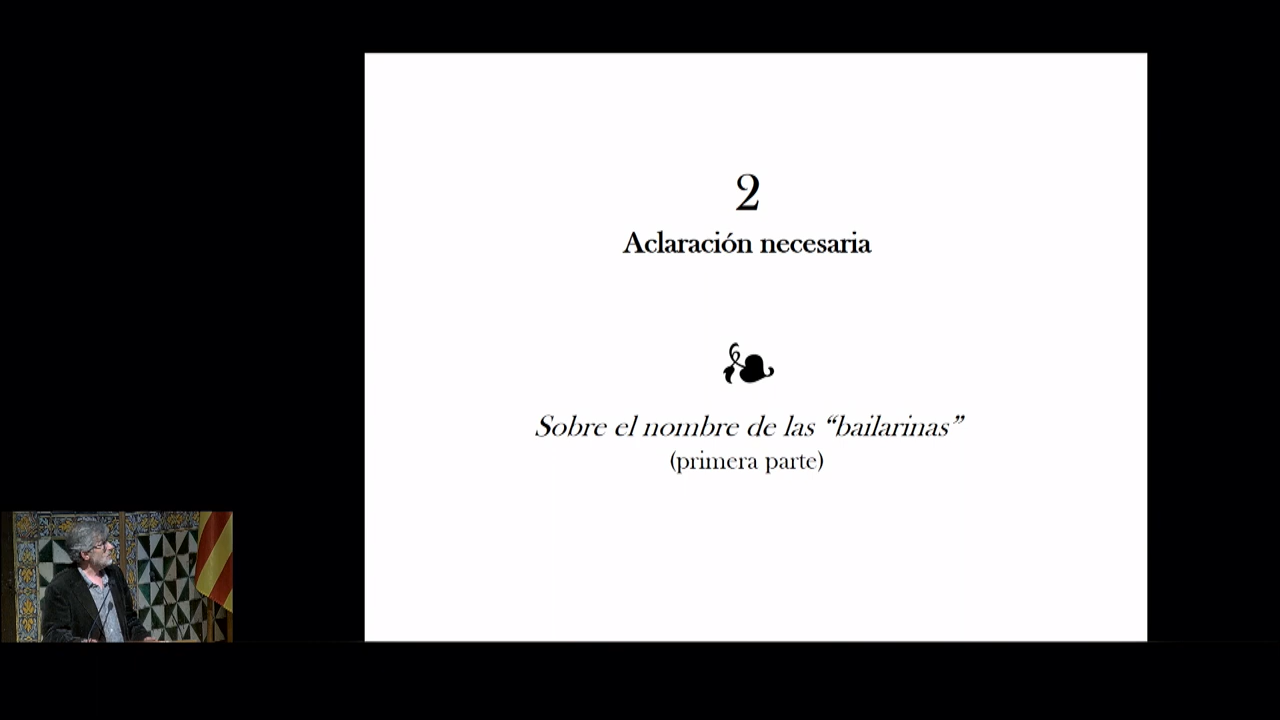 2
Aclaración necesaria
Sobre el nombre de las “bailarinas”
(primera parte)